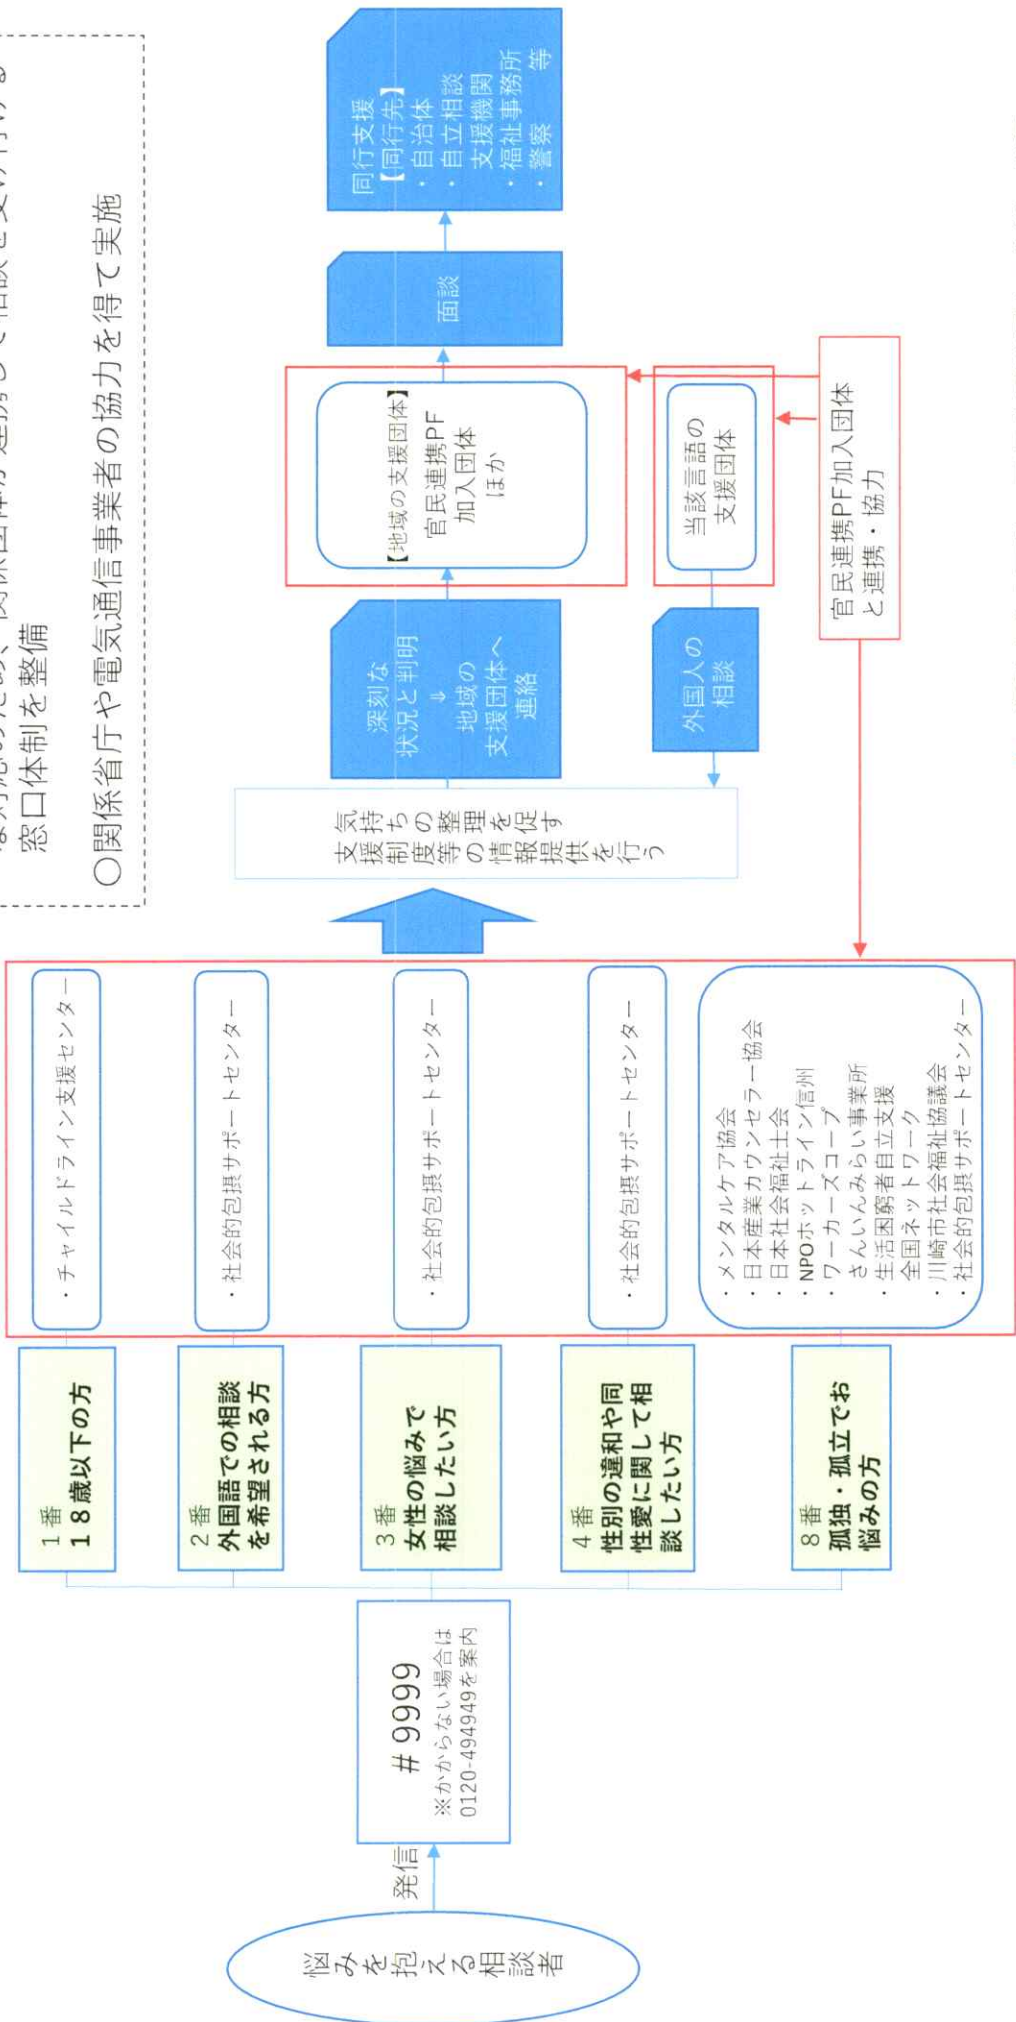 窓口体制を整備
〇関係省庁や電気通信事業者の協力を得て実施
悩みを抱える相談者
発信
# 9999
※かからない場合は
0120-494949を案内
1番
18歳以下の方
・チャイルドライン支援センター
2番
外国語での相談
を希望される方
・社会的包摂サポートセンター
3番
女性の悩みで
相談したい方
・社会的包摂サポートセンター
4番
性別の違和や同
性愛に関して相
談したい方
・社会的包摂サポートセンター
8番
孤独・孤立でお
悩みの方
・メンタルケア協会
・日本産業カウンセラー協会
・日本社会福祉士会
・NPOホットライン信州
・ワーカーズコープ
さんいんみらい事業所
・生活困窮者自立支援
全国ネットワーク
・川崎市社会福祉協議会
・社会的包摂サポートセンター
気持ちの整理を促す
支援制度等の情報提供を行う
深刻な
状況と判明
⇓
地域の
支援団体へ
連絡
【地域の支援団体】
官民連携PF
加入団体
ほか
面談
同行支援
【同行先】
・自治体
・自立相談
支援機関
・福祉事務所
・警察 等
外国人の
相談
当該言語の
支援団体
官民連携PF加入団体
と連携・協力